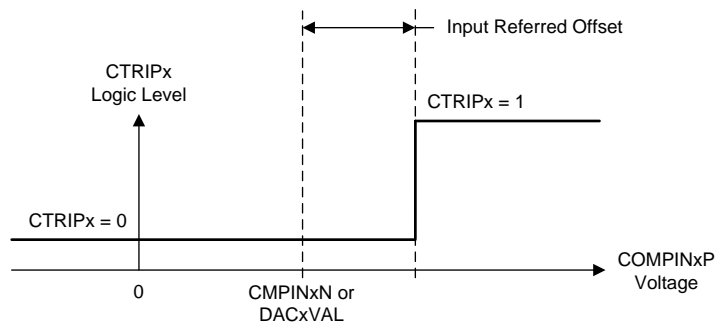 Input Referred Offset
CTRIPx
Logic Level
CTRIPx = 1
CTRIPx = 0
COMPINxP
Voltage
0
CMPINxN or
DACxVAL